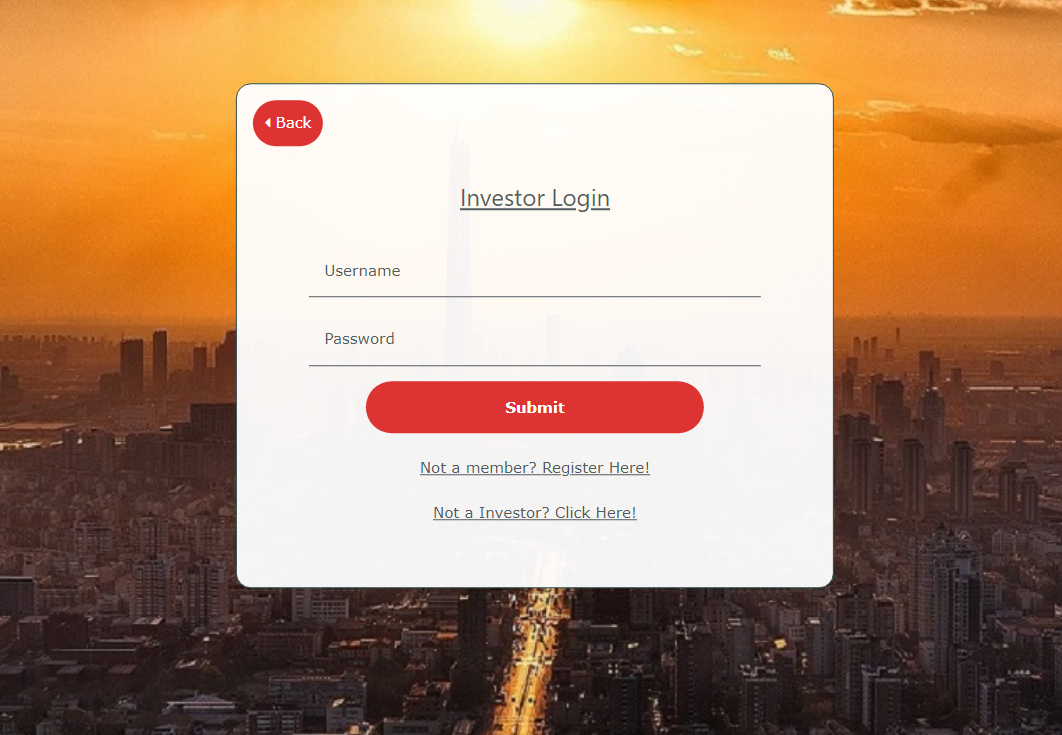 Back
Investor Login
Username
Password
Submit
Not a member? Register Here!
Not a Investor? Click Here!